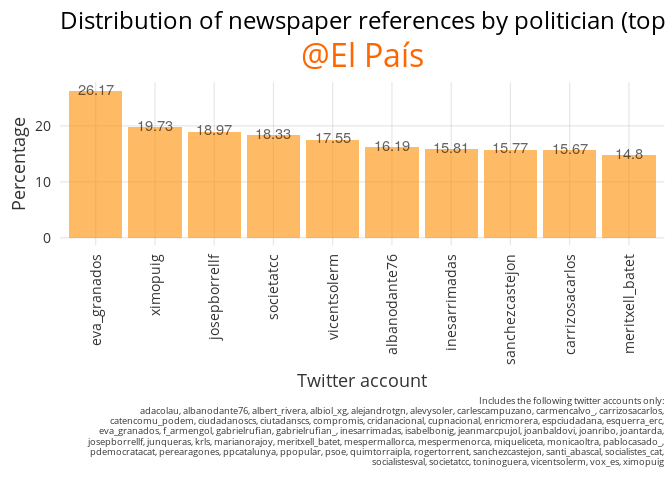 Distribution of newspaper references by politician (top
@El País
Percentage
20
10
0
26.17
19.73
18.97
18.33
17.55
16.19
15.81
15.77
15.67
14.8
eva_granados
ximopuig
josepborrellf
societatcc
vicentsolerm
albanodante76
inesarrimadas
sanchezcastejon
carrizosacarlos
meritxell_batet
Twitter account
Includes the following twitter accounts only:
adacolau, albanodante76, albert_rivera, albiol_xg, alejandrotgn, alevysoler, carlescampuzano, carmencalvo_, carrizosacarlos,
catencomu_podem, ciudadanoscs, ciutadanscs, compromis, cridanacional, cupnacional, enricmorera, espciudadana, esquerra_erc,
eva_granados, f_armengol, gabrielrufian, gabrielrufian_, inesarrimadas, isabelbonig, jeanmarcpujol, joanbaldovi, joanribo, joantarda,
josepborrellf, junqueras, krls, marianorajoy, meritxell_batet, mespermallorca, mespermenorca, miqueliceta, monicaoltra, pablocasado_,
pdemocratacat, perearagones, ppcatalunya, ppopular, psoe, quimtorraipla, rogertorrent, sanchezcastejon, santi_abascal, socialistes_cat,
socialistesval, societatcc, toninoguera, vicentsolerm, vox_es, ximopuig